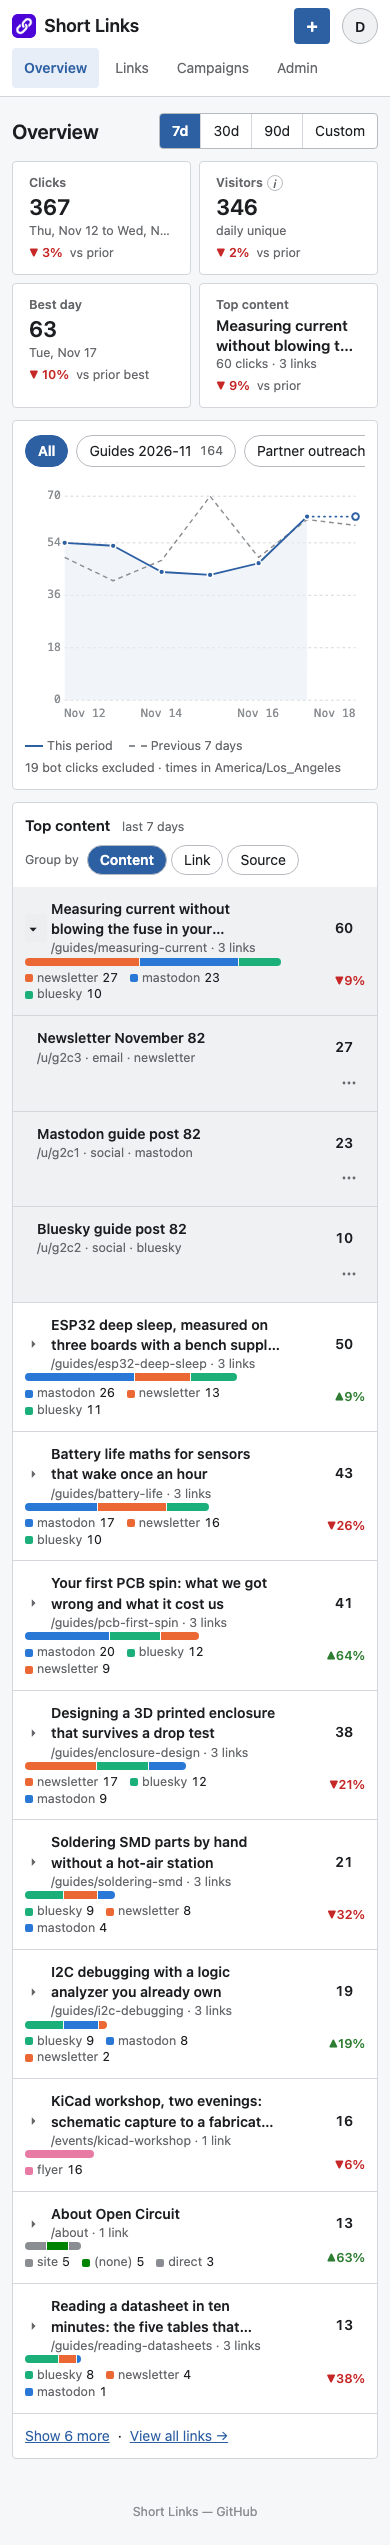 Short Links
+
D
Overview Links Campaigns Admin
Overview
7d 30d 90d Custom
Clicks
367
Thu, Nov 12 to Wed, N...
▼ 3% vs prior
Visitors i
346
daily unique
▼ 2% vs prior
Best day
63
Tue, Nov 17
▼ 10% vs prior best
Top content
Measuring current
without blowing t...
60 clicks · 3 links
▼ 9% vs prior
All Guides 2026-11 164 Partner outreach
70
54
36
18
0
Nov 12 Nov 14 Nov 16 Nov 18
This period Previous 7 days
19 bot clicks excluded · times in America/Los_Angeles
Top content last 7 days
Group by Content Link Source
Measuring current without
blowing the fuse in your...
60
/guides/measuring-current · 3 links
newsletter 27 mastodon 23
bluesky 10
▼9%
Newsletter November 82
27
/u/g2c3 · email · newsletter
...
Mastodon guide post 82
23
/u/g2c1 · social · mastodon
...
Bluesky guide post 82
10
/u/g2c2 · social · bluesky
...
ESP32 deep sleep, measured on
three boards with a bench suppl...
50
/guides/esp32-deep-sleep · 3 links
mastodon 26 newsletter 13
bluesky 11
▲9%
Battery life maths for sensors
that wake once an hour
43
/guides/battery-life · 3 links
mastodon 17 newsletter 16
bluesky 10
▼26%
Your first PCB spin: what we got
wrong and what it cost us
41
/guides/pcb-first-spin · 3 links
mastodon 20 bluesky 12
newsletter 9
▲64%
Designing a 3D printed enclosure
that survives a drop test
38
/guides/enclosure-design · 3 links
newsletter 17 bluesky 12
mastodon 9
▼21%
Soldering SMD parts by hand
without a hot-air station
21
/guides/soldering-smd · 3 links
bluesky 9 newsletter 8
mastodon 4
▼32%
I2C debugging with a logic
analyzer you already own
19
/guides/i2c-debugging · 3 links
bluesky 9 mastodon 8
newsletter 2
▲19%
KiCad workshop, two evenings:
schematic capture to a fabricat...
16
/events/kicad-workshop · 1 link
flyer 16
▼6%
About Open Circuit
13
/about · 1 link
site 5 (none) 5 direct 3
▲63%
Reading a datasheet in ten
minutes: the five tables that...
13
/guides/reading-datasheets · 3 links
bluesky 8 newsletter 4
mastodon 1
▼38%
Show 6 more · View all links →
Short Links — GitHub